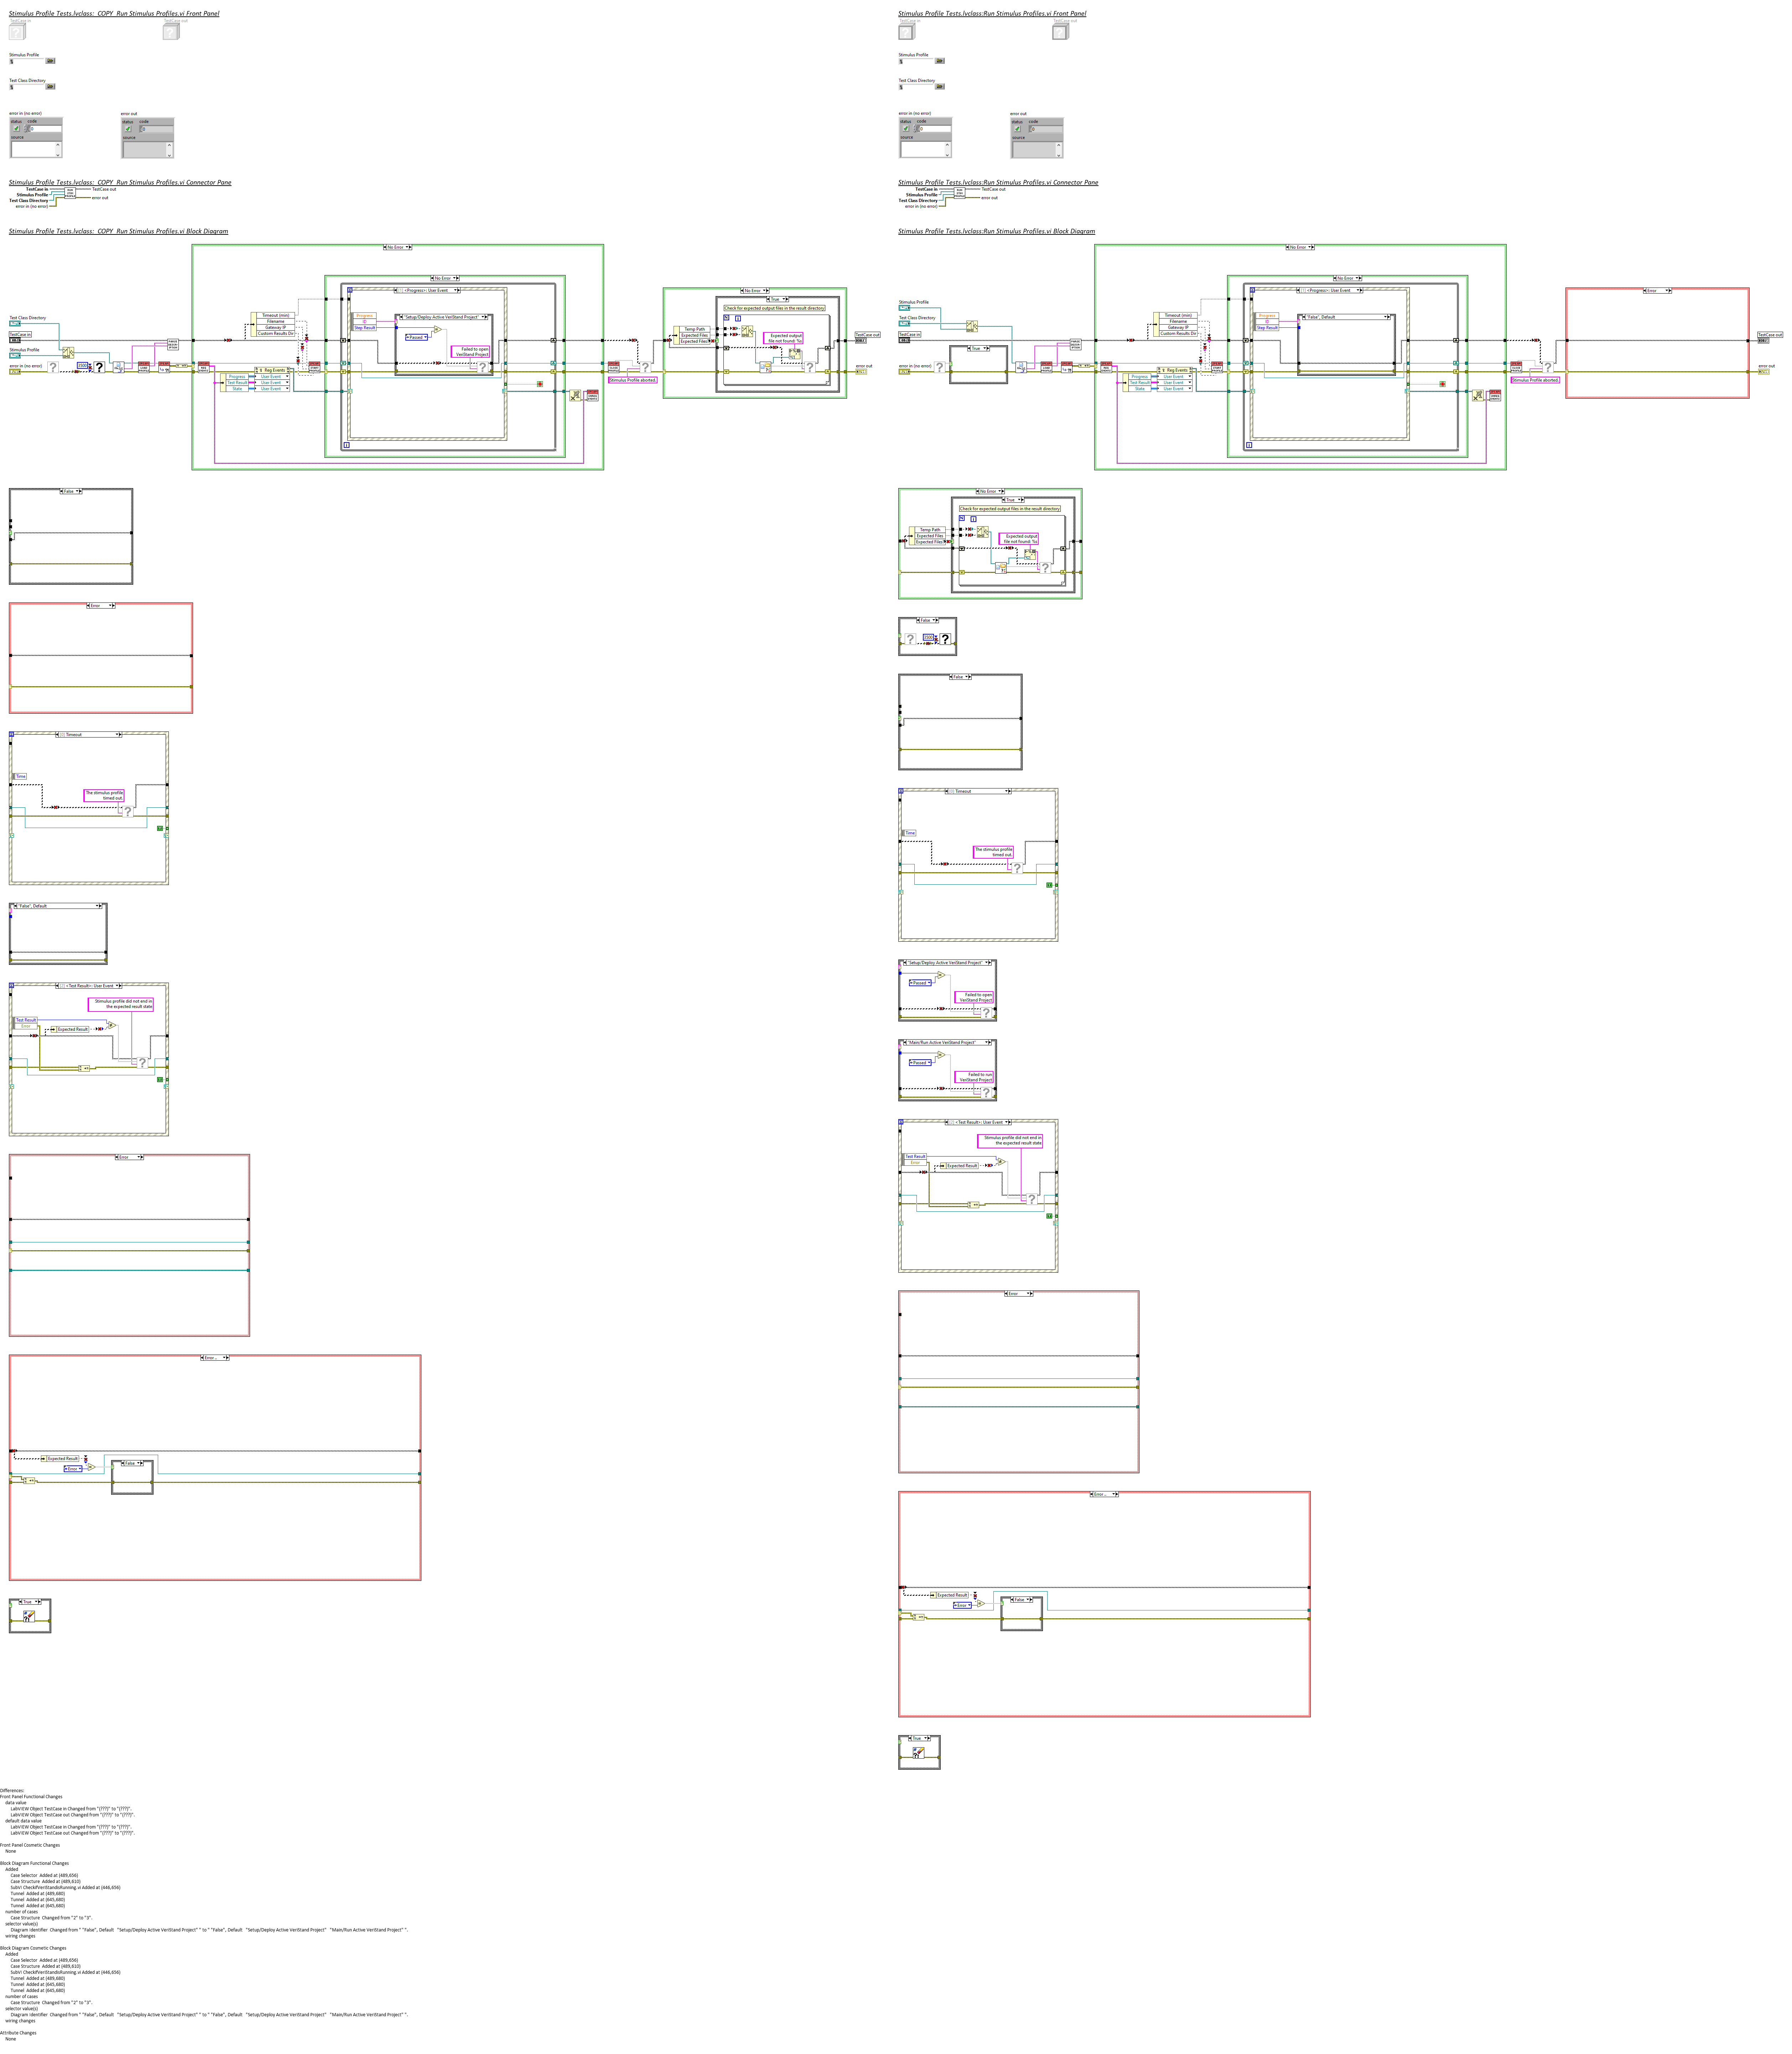 Stimulus Profile Tests.lvclass: COPY Run Stimulus Profiles.vi Front Panel
TestCase in
TestCase out
Stimulus Profile
Test Class Directory
error in (no error)
status code
0
source
error out
status code
0
source
Stimulus Profile Tests.lvclass: COPY Run Stimulus Profiles.vi Connector Pane
TestCase in
Stimulus Profile
Test Class Directory
error in (no error)
TestCase out
error out
Stimulus Profile Tests.lvclass: COPY Run Stimulus Profiles.vi Block Diagram
No Error
No Error
<Progress>: User Event
Timeout (min)
Filename
Gateway IP
Custom Results Dir
Progress
Step Result
"Setup/Deploy Active VeriStand Project"
Passed
Failed to open
VeriStand Project
Test Class Directory
TestCase in
Stimulus Profile
error in (no error)
Reg Events
Progress
User Event
Test Result
User Event
State
User Event
Stimulus Profile aborted.
No Error
True
Check for expected output files in the result directory
Temp Path
Expected Files
Expected Files
Expected output
file not found: %s
TestCase out
error out
False
Error
[0] Timeout
Time
The stimulus profile
timed out.
"False", Default
<Test Result>: User Event
Stimulus profile did not end in
the expected result state
Test Result
Error
Expected Result
Error
Error
Expected Result
Error
False
True
Stimulus Profile Tests.lvclass:Run Stimulus Profiles.vi Front Panel
TestCase in
TestCase out
Stimulus Profile
Test Class Directory
error in (no error)
status code
0
source
error out
status code
0
source
Stimulus Profile Tests.lvclass:Run Stimulus Profiles.vi Connector Pane
TestCase in
Stimulus Profile
Test Class Directory
error in (no error)
TestCase out
error out
Stimulus Profile Tests.lvclass:Run Stimulus Profiles.vi Block Diagram
No Error
No Error
<Progress>: User Event
Timeout (min)
Filename
Gateway IP
Custom Results Dir
Progress
Step Result
"False", Default
Stimulus Profile
Test Class Directory
TestCase in
error in (no error)
True
Reg Events
Progress
User Event
Test Result
User Event
State
User Event
Stimulus Profile aborted.
Error
TestCase out
error out
No Error
True
Check for expected output files in the result directory
Temp Path
Expected Files
Expected Files
Expected output
file not found: %s
False
False
[0] Timeout
Time
The stimulus profile
timed out.
"Setup/Deploy Active VeriStand Project"
Passed
Failed to open
VeriStand Project
"Main/Run Active VeriStand Project"
Passed
Failed to run
VeriStand Project
<Test Result>: User Event
Stimulus profile did not end in
the expected result state
Test Result
Error
Expected Result
Error
Error
Expected Result
Error
False
True
Differences:
Front Panel Functional Changes
data value
LabVIEW Object TestCase in Changed from "(???)" to "(???)".
LabVIEW Object TestCase out Changed from "(???)" to "(???)".
default data value
LabVIEW Object TestCase in Changed from "(???)" to "(???)".
LabVIEW Object TestCase out Changed from "(???)" to "(???)".
Front Panel Cosmetic Changes
None
Block Diagram Functional Changes
Added
Case Selector Added at (489,656)
Case Structure Added at (489,610)
SubVI CheckIfVeriStandIsRunning.vi Added at (446,656)
Tunnel Added at (489,680)
Tunnel Added at (645,680)
Tunnel Added at (645,680)
number of cases
Case Structure Changed from "2" to "3".
selector value(s)
Diagram Identifier Changed from " "False", Default "Setup/Deploy Active VeriStand Project" " to " "False", Default "Setup/Deploy Active VeriStand Project" "Main/Run Active VeriStand Project" ".
wiring changes
Block Diagram Cosmetic Changes
Added
Case Selector Added at (489,656)
Case Structure Added at (489,610)
SubVI CheckIfVeriStandIsRunning.vi Added at (446,656)
Tunnel Added at (489,680)
Tunnel Added at (645,680)
Tunnel Added at (645,680)
number of cases
Case Structure Changed from "2" to "3".
selector value(s)
Diagram Identifier Changed from " "False", Default "Setup/Deploy Active VeriStand Project" " to " "False", Default "Setup/Deploy Active VeriStand Project" "Main/Run Active VeriStand Project" ".
wiring changes
Attribute Changes
None